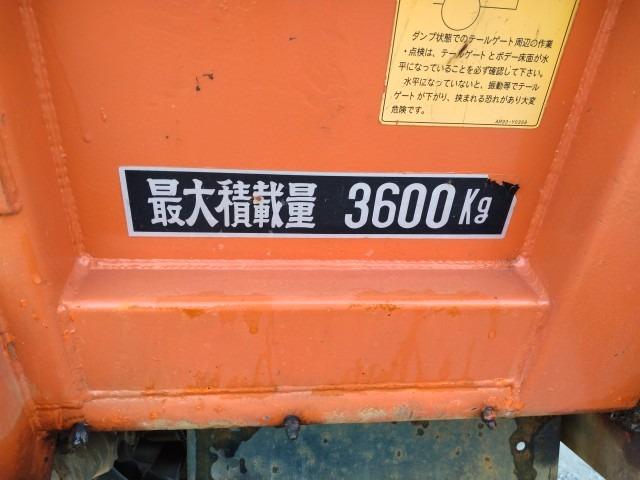 ダンプ状態でのテールゲート周辺の作業
・点検は、テールゲートとボデー床面が水
平になっていることを必ず確認して下さい。
水平になっていないと、振動等でテール
ゲートが下がり、挟まれる恐れがあり大変
危険です。
最大積載量 3600Kg